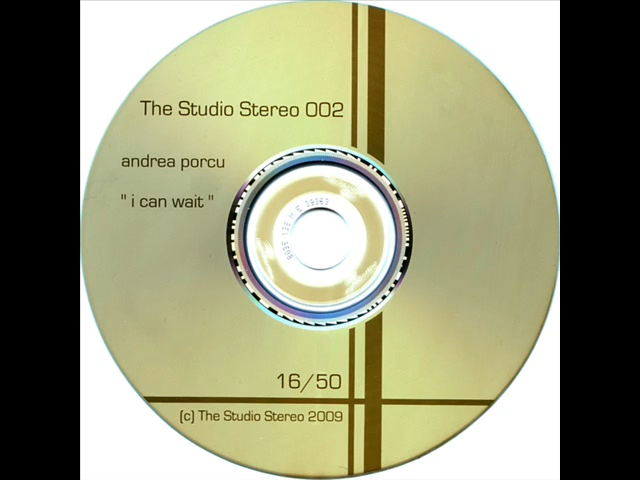 The Studio Stereo 002
andrea porcu
" i can wait "
16/50
(c) The Studio Stereo 2009